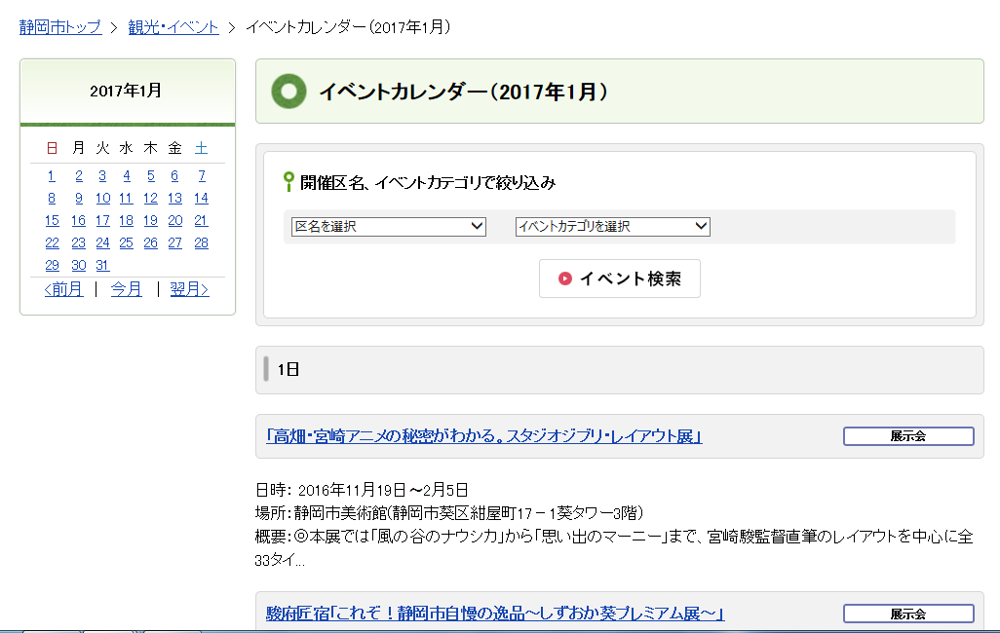 静岡市トップ > 観光・イベント > イベントカレンダー（2017年1月）
2017年1月
日 月 火 水 木 金 土
1 2 3 4 5 6 7
8 9 10 11 12 13 14
15 16 17 18 19 20 21
22 23 24 25 26 27 28
29 30 31
<前月 | 今月 | 翌月>
イベントカレンダー（2017年1月）
開催区名、イベントカテゴリで絞り込み
区名を選択 イベントカテゴリを選択
イベント検索
1日
「高畑・宮崎アニメの秘密がわかる。スタジオジブリ・レイアウト展」 展示会
日時： 2016年11月19日～2月5日
場所：静岡市美術館(静岡市葵区紺屋町17－1葵タワー3階）
概要：◎本展では「風の谷のナウシカ」から「思い出のマーニー」まで、宮崎駿監督直筆のレイアウトを中心に全
33タイ...
駿府匠宿「これぞ！静岡市自慢の逸品～しずおか葵プレミアム展～」 展示会